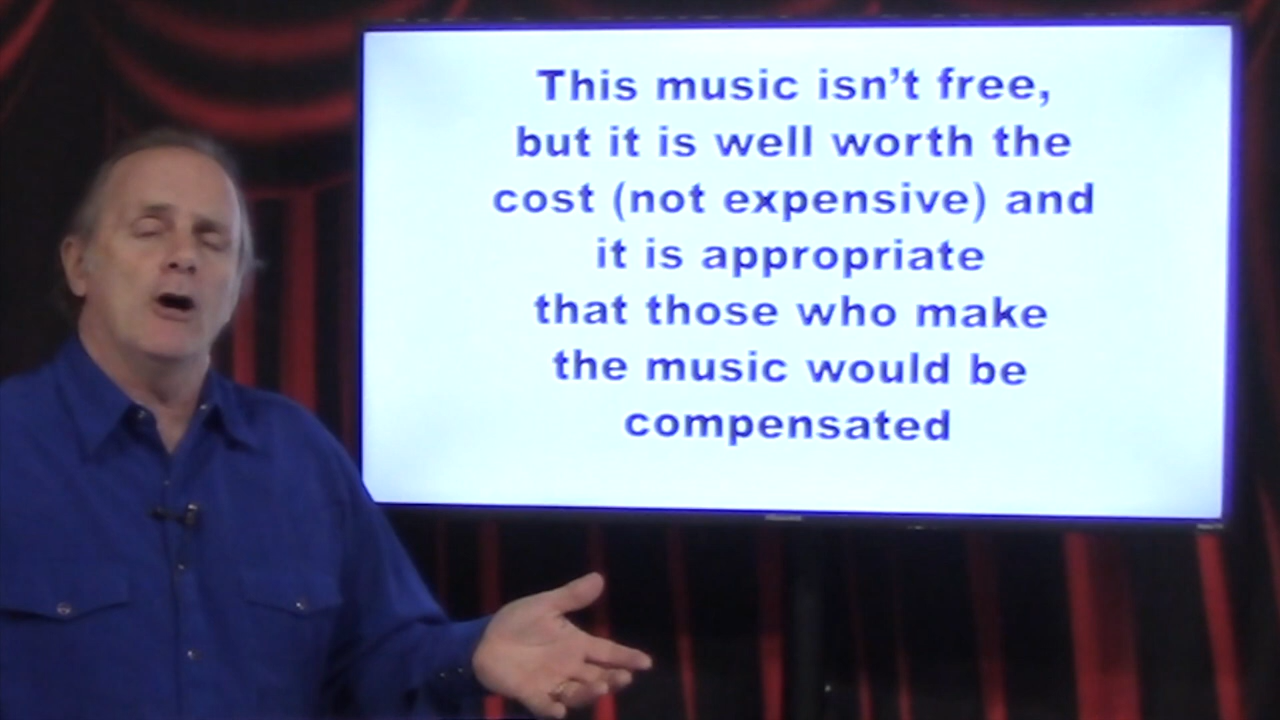 This music isn't free,
but it is well worth the
cost (not expensive) and
it is appropriate
that those who make
the music would be
compensated